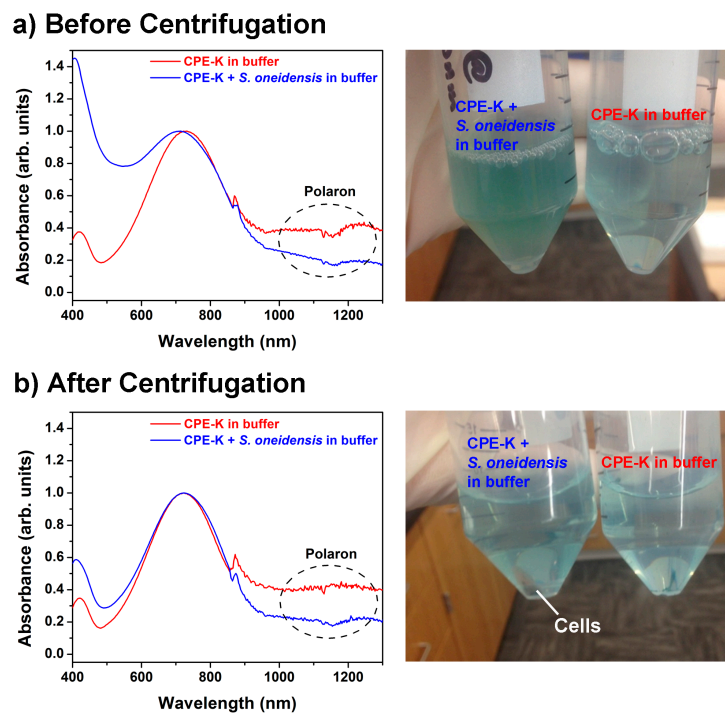 a) Before Centrifugation
CPE-K in buffer
CPE-K + S. oneidensis in buffer
Polaron
Absorbance (arb. units)
1.4
1.2
1.0
0.8
0.6
0.4
0.2
0.0
400 600 800 1000 1200
Wavelength (nm)
CPE-K +
S. oneidensis
in buffer
CPE-K in buffer
b) After Centrifugation
CPE-K in buffer
CPE-K + S. oneidensis in buffer
Polaron
Absorbance (arb. units)
1.4
1.2
1.0
0.8
0.6
0.4
0.2
0.0
400 600 800 1000 1200
Wavelength (nm)
CPE-K +
S. oneidensis
in buffer
CPE-K in buffer
Cells